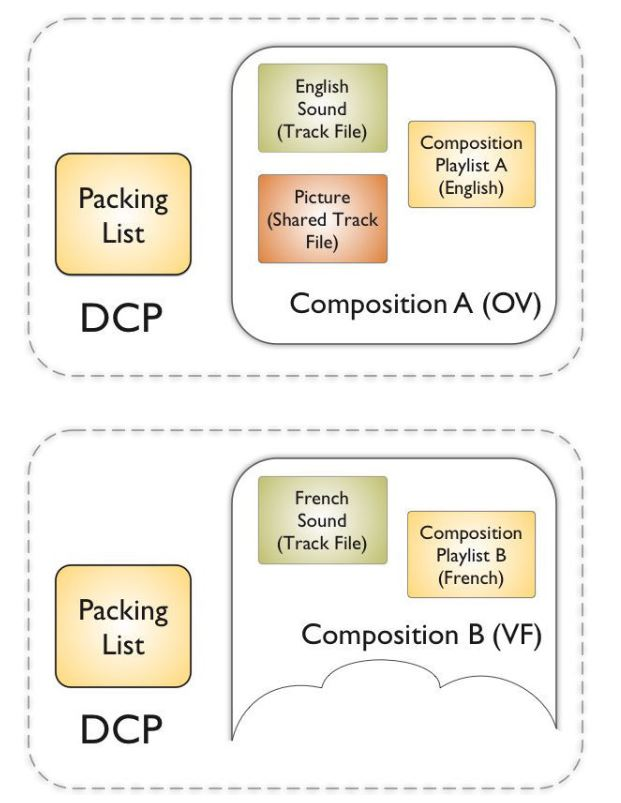 English
Sound
(Track File)
Composition
Playlist A
(English)
Packing
List
Picture
(Shared Track
File)
DCP
Composition A (OV)
French
Sound
(Track File)
Composition
Playlist B
(French)
Packing
List
Composition B (VF)
DCP